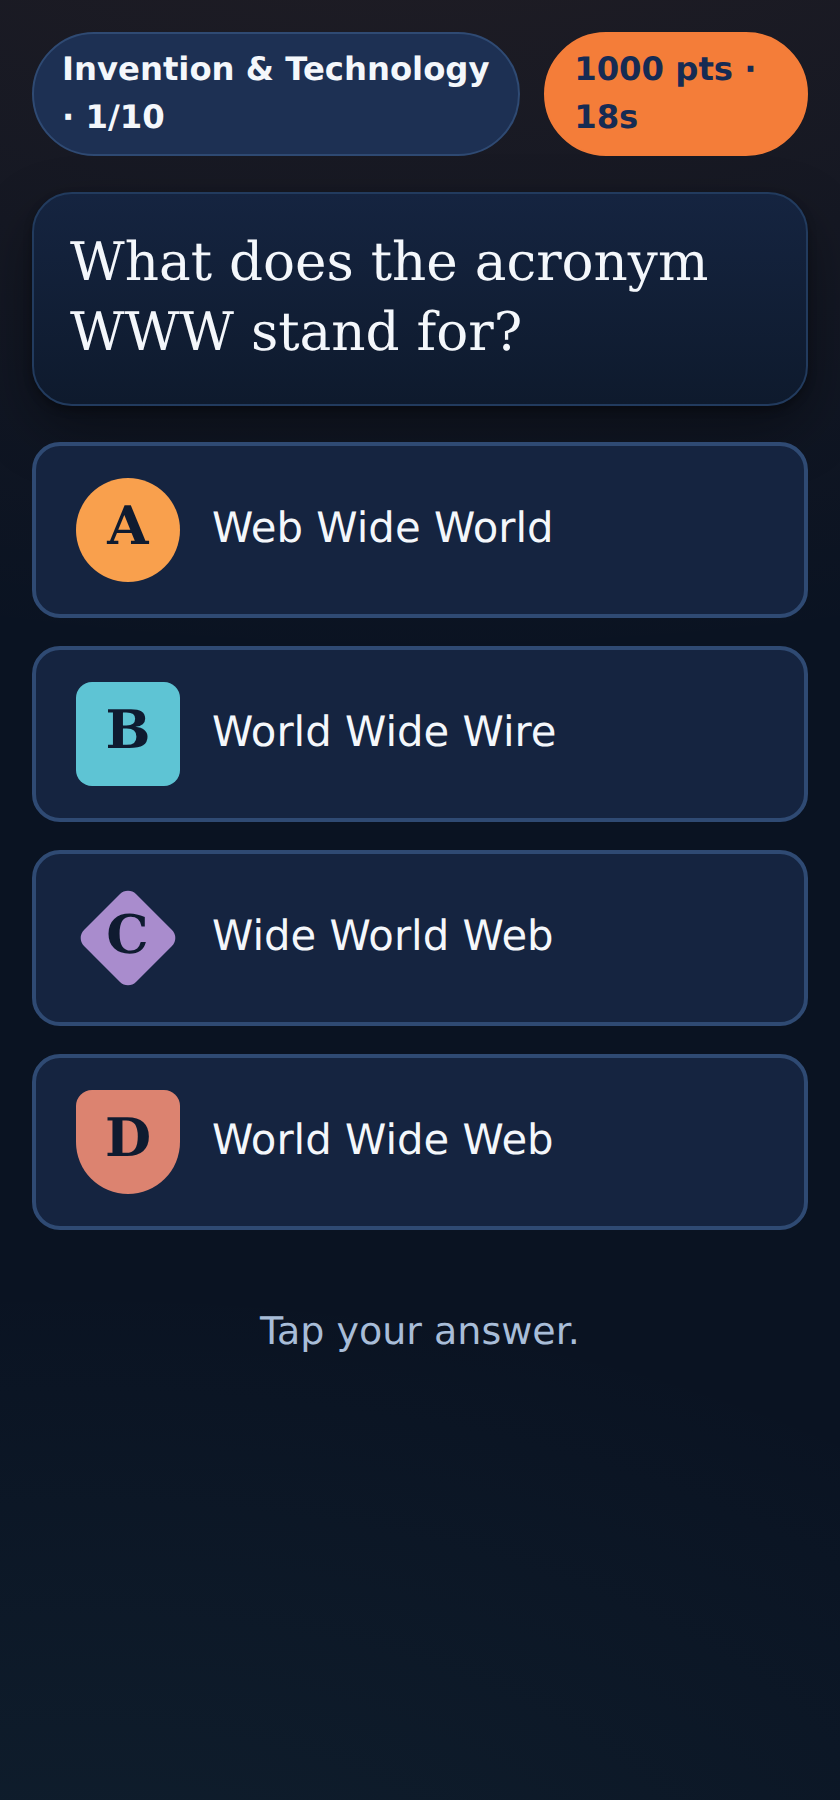 Invention & Technology
· 1/10
1000 pts ·
18s
What does the acronym
WWW stand for?
A
Web Wide World
B
World Wide Wire
C
Wide World Web
D
World Wide Web
Tap your answer.